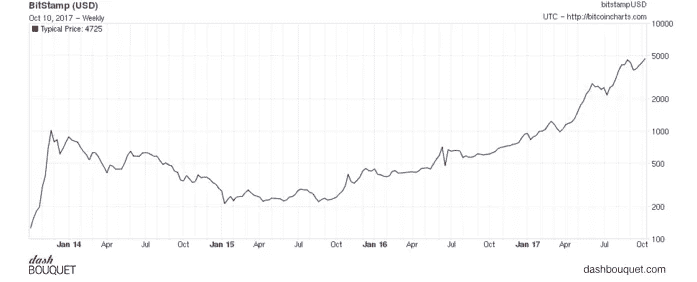 BitStamp (USD)
bitstampUSD
Oct 10, 2017 – Weekly
UTC – http://bitcoincharts.com
Typical Price: 4725
10000
5000
2000
1000
500
200
100
Jan 14 Apr Jul Oct Jan 15 Apr Jul Oct Jan 16 Apr Jul Oct Jan 17 Apr Jul Oct
dash
BOUQUET
dashbouquet.com